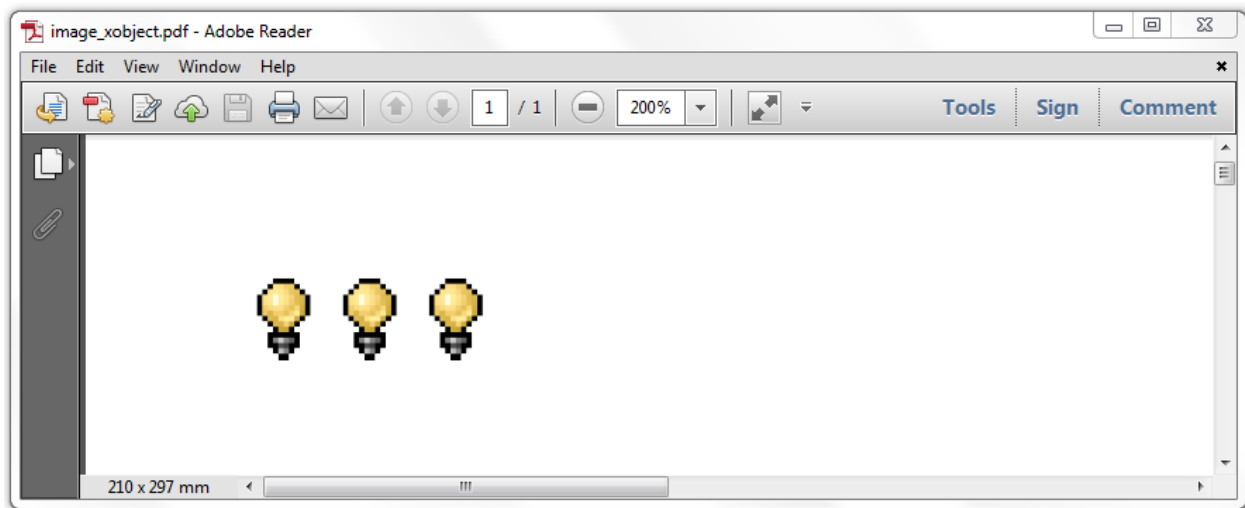 image_xobject.pdf - Adobe Reader
File Edit View Window Help
1 / 1 200% Tools Sign Comment
210 x 297 mm